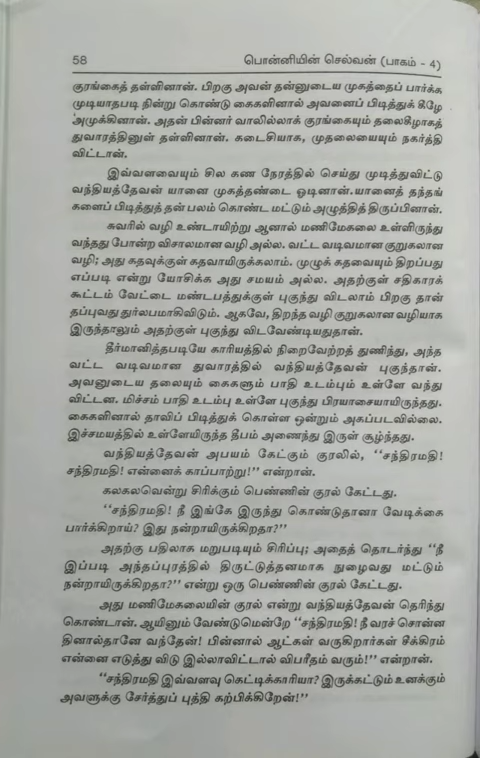 58 பொன்னியின் செல்வன் (பாகம் - 4)
குரங்கைத் தள்ளினான். பிறகு அவன் தன்னுடைய முகத்தைப் பார்க்க
முடியாதபடி நின்று கொண்டு கைகளினால் அவனைப் பிடித்துக் கீழே
அமுக்கினான். அதன் பின்னர் வாலில்லாக் குரங்கையும் தலைகீழாகத்
துவாரத்தினுள் தள்ளினான். கடைசியாக, முதலையையும் நகர்த்தி
விட்டான்.
இவ்வளவையும் சில கண நேரத்தில் செய்து முடித்துவிட்டு
வந்தியத்தேவன் யானை முகத்தண்டை ஓடினான். யானைத் தந்தங்
களைப் பிடித்துத் தன் பலம் கொண்ட மட்டும் அழுத்தித் திருப்பினான்.
சுவரில் வழி உண்டாயிற்று ஆனால் மணிமேகலை உள்ளிருந்து
வந்தது போன்ற விசாலமான வழி அல்ல. வட்ட வடிவமான குறுகலான
வழி; அது கதவுக்குள் கதவாயிருக்கலாம். முழுக் கதவையும் திறப்பது
எப்படி என்று யோசிக்க அது சமயம் அல்ல. அதற்குள் சதிகாரக்
கூட்டம் வேட்டை மண்டபத்துக்குள் புகுந்து விடலாம் பிறகு தான்
தப்புவது துர்லபமாகிவிடும். ஆகவே, திறந்த வழி குறுகலான வழியாக
இருந்தாலும் அதற்குள் புகுந்து விடவேண்டியதுதான்.
தீர்மானித்தபடியே காரியத்தில் நிறைவேற்றத் துணிந்து, அந்த
வட்ட வடிவமான துவாரத்தில் வந்தியத்தேவன் புகுந்தான்.
அவனுடைய தலையும் கைகளும் பாதி உடம்பும் உள்ளே வந்து
விட்டன. மிச்சம் பாதி உடம்பு உள்ளே புகுந்து பிரயாசையாயிருந்தது.
கைகளினால் தாவிப் பிடித்துக் கொள்ள ஒன்றும் அகப்படவில்லை.
இச்சமயத்தில் உள்ளேயிருந்த தீபம் அணைந்து இருள் சூழ்ந்தது.
வந்தியத்தேவன் அபயம் கேட்கும் குரலில், ‘‘சந்திரமதி!
சந்திரமதி! என்னைக் காப்பாற்று!’’ என்றான்.
கலகலவென்று சிரிக்கும் பெண்ணின் குரல் கேட்டது.
‘‘சந்திரமதி! நீ இங்கே இருந்து கொண்டுதானா வேடிக்கை
பார்க்கிறாய்? இது நன்றாயிருக்கிறதா?’’
அதற்கு பதிலாக மறுபடியும் சிரிப்பு; அதைத் தொடர்ந்து ‘‘நீ
இப்படி அந்தப்புரத்தில் திருட்டுத்தனமாக நுழைவது மட்டும்
நன்றாயிருக்கிறதா?’’ என்று ஒரு பெண்ணின் குரல் கேட்டது.
அது மணிமேகலையின் குரல் என்று வந்தியத்தேவன் தெரிந்து
கொண்டான். ஆயினும் வேண்டுமென்றே ‘‘சந்திரமதி! நீ வரச் சொன்ன
தினால்தானே வந்தேன்! பின்னால் ஆட்கள் வருகிறார்கள் சீக்கிரம்
என்னை எடுத்து விடு இல்லாவிட்டால் விபரீதம் வரும்!’’ என்றான்.
‘‘சந்திரமதி இவ்வளவு கெட்டிக்காரியா? இருக்கட்டும் உனக்கும்
அவளுக்கு சேர்த்துப் புத்தி கற்பிக்கிறேன்!’’